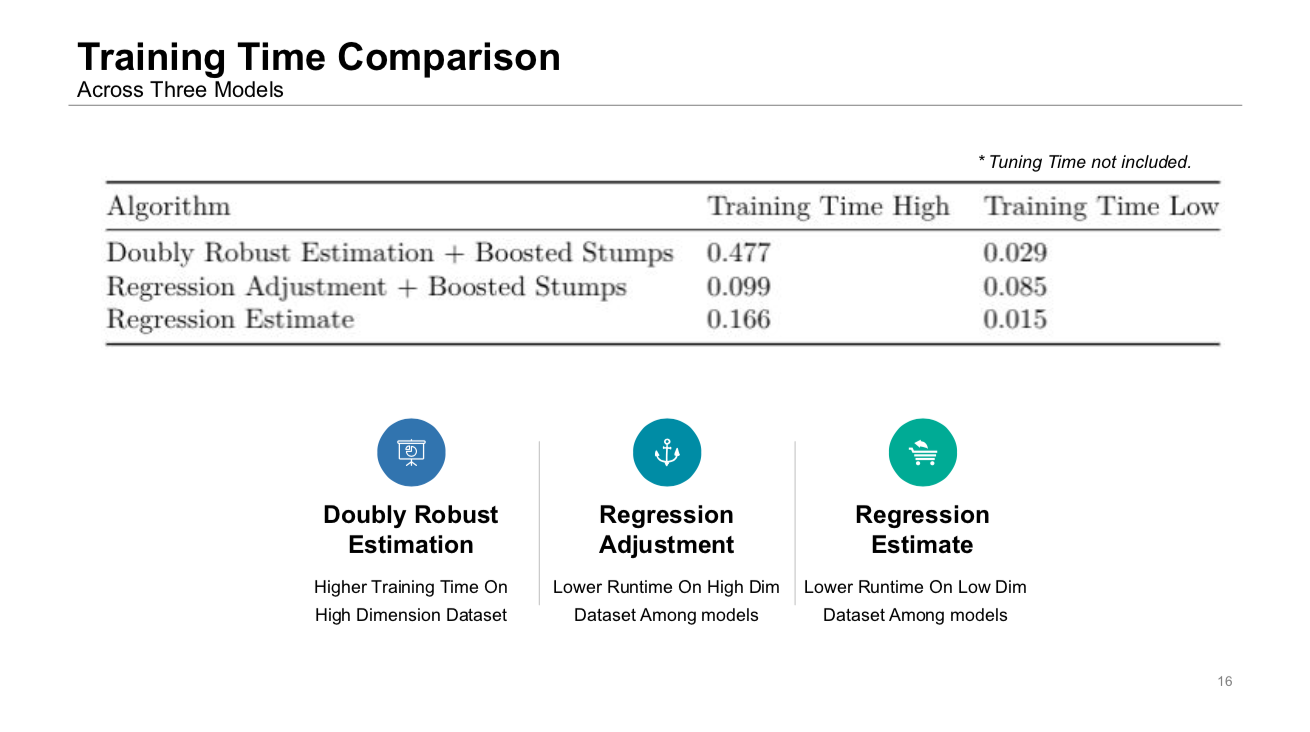 Training Time Comparison
Across Three Models
* Tuning Time not included.
Algorithm Training Time High Training Time Low
Doubly Robust Estimation + Boosted Stumps 0.477 0.029
Regression Adjustment + Boosted Stumps 0.099 0.085
Regression Estimate 0.166 0.015
Doubly Robust
Estimation
Higher Training Time On
High Dimension Dataset
Regression
Adjustment
Lower Runtime On High Dim
Dataset Among models
Regression
Estimate
Lower Runtime On Low Dim
Dataset Among models
16